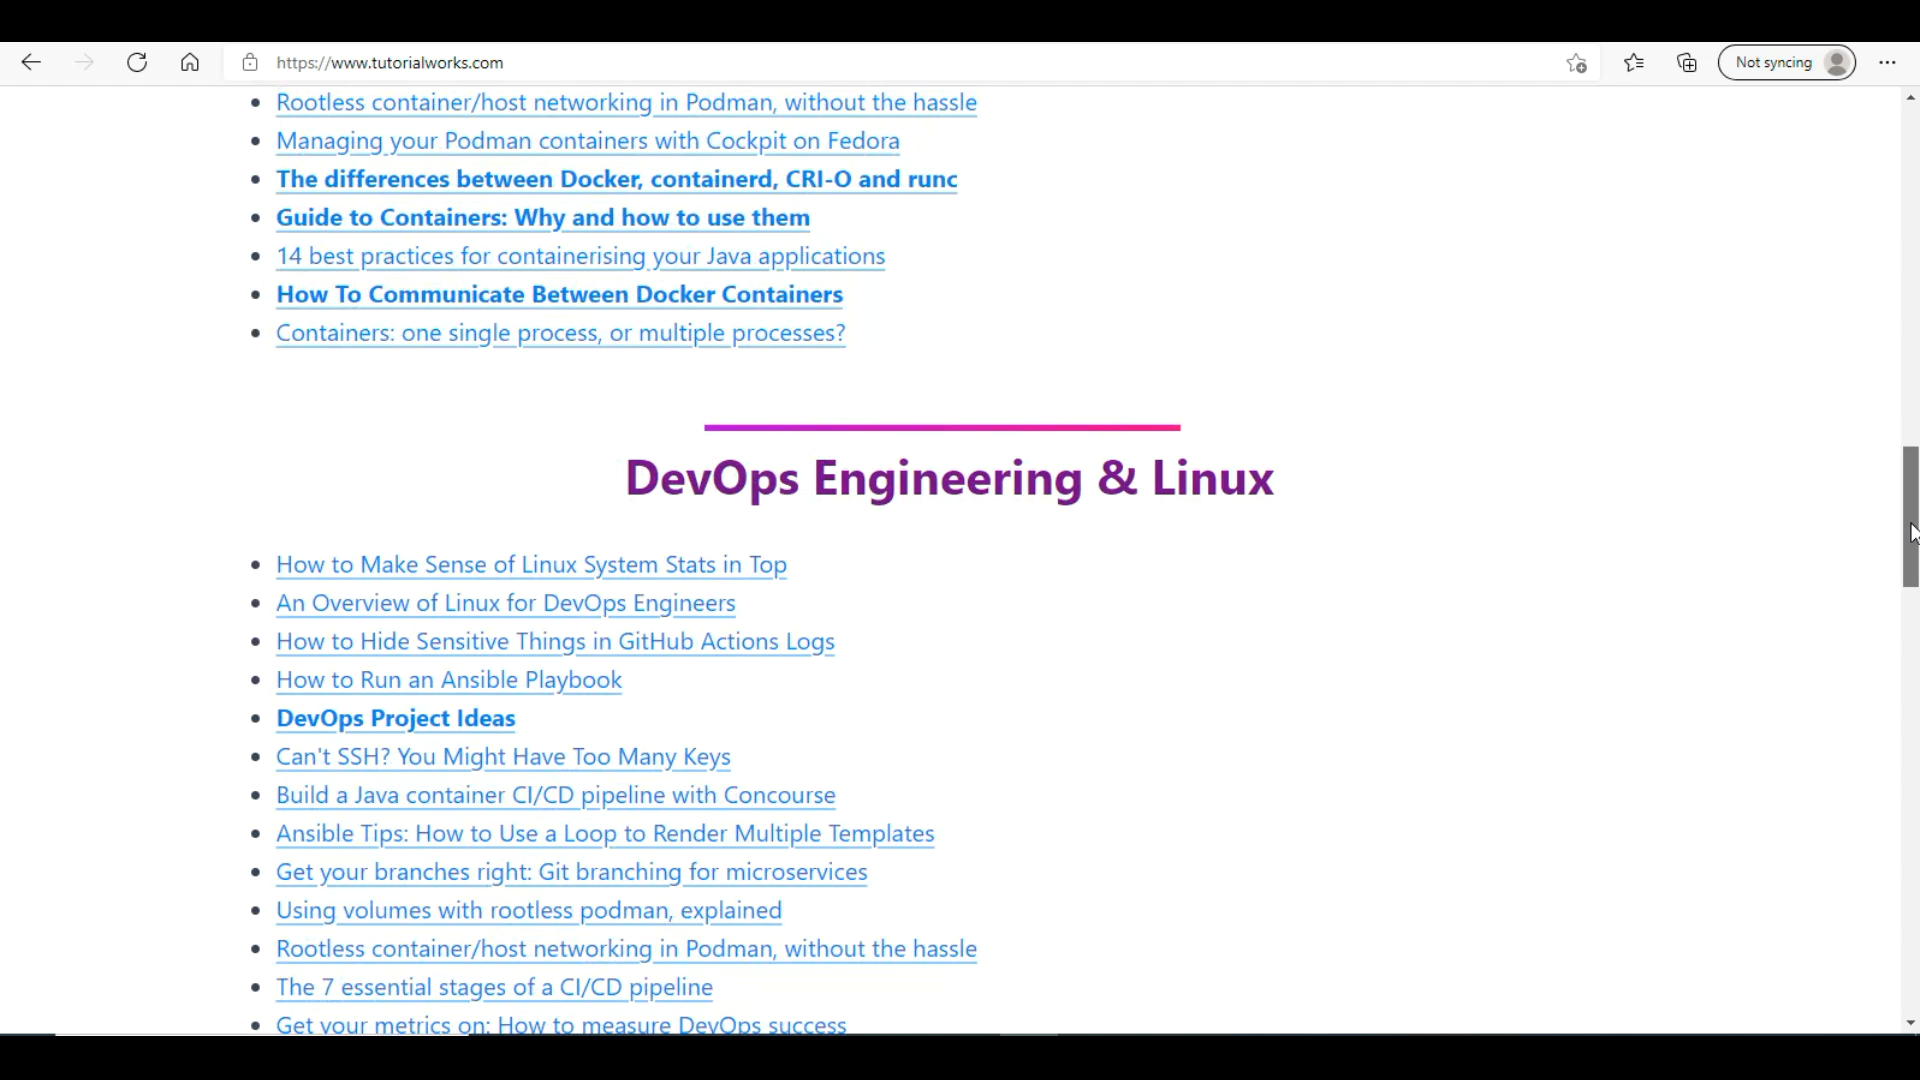 https://www.tutorialworks.com
Not syncing
Rootless container/host networking in Podman, without the hassle
Managing your Podman containers with Cockpit on Fedora
The differences between Docker, containerd, CRI-O and runc
Guide to Containers: Why and how to use them
14 best practices for containerising your Java applications
How To Communicate Between Docker Containers
Containers: one single process, or multiple processes?
DevOps Engineering & Linux
How to Make Sense of Linux System Stats in Top
An Overview of Linux for DevOps Engineers
How to Hide Sensitive Things in GitHub Actions Logs
How to Run an Ansible Playbook
DevOps Project Ideas
Can't SSH? You Might Have Too Many Keys
Build a Java container CI/CD pipeline with Concourse
Ansible Tips: How to Use a Loop to Render Multiple Templates
Get your branches right: Git branching for microservices
Using volumes with rootless podman, explained
Rootless container/host networking in Podman, without the hassle
The 7 essential stages of a CI/CD pipeline
Get your metrics on: How to measure DevOps success